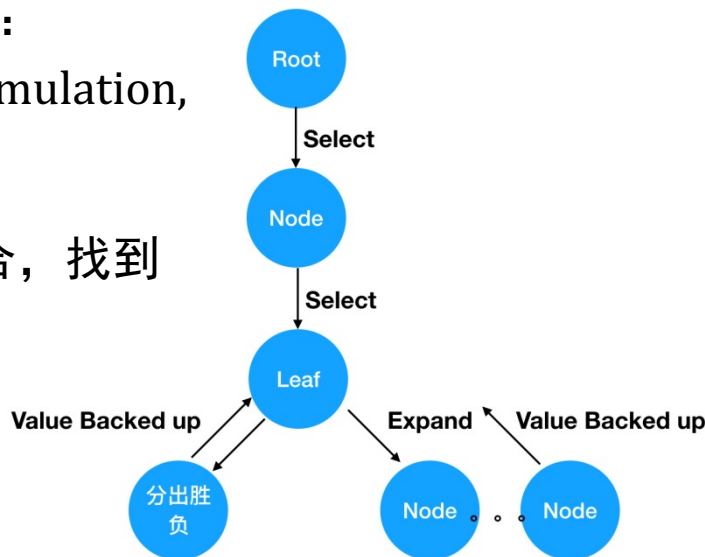 :
Root
mulation,
Select
Node
合，找到
Select
Leaf
Value Backed up
Expand
Value Backed up
分出胜
负
Node
。。。
Node